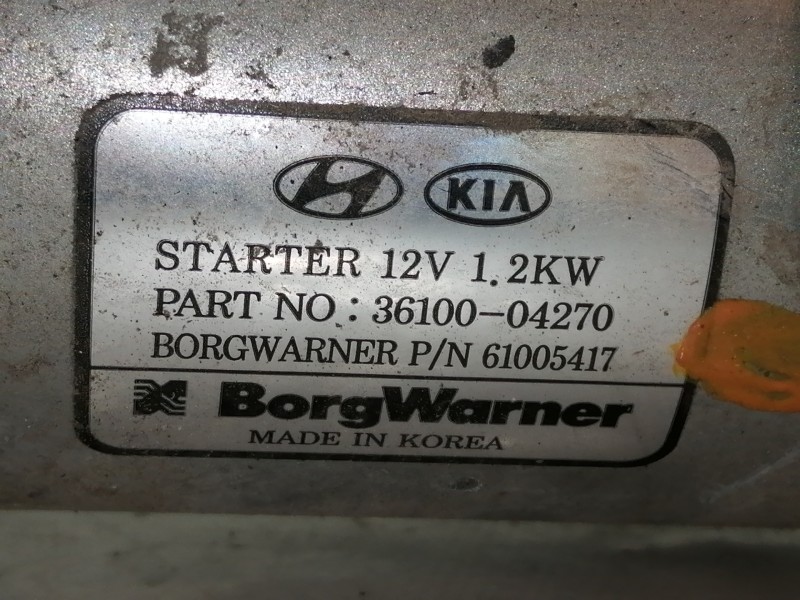 KIA
STARTER 12V 1.2KW
PART NO : 36100-04270
BORGWARNER P/N 61005417
BorgWarner
MADE IN KOREA